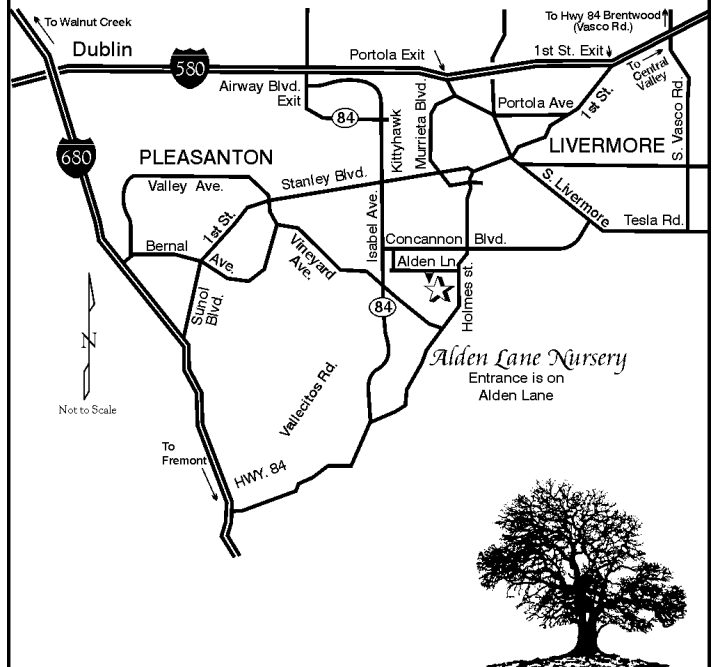 To Walnut Creek
To Hwy 84 Brentwood
(Vasco Rd.)
Dublin
580
Portola Exit
1st St. Exit
To
Central
Valley
Airway Blvd.
Exit
84
Kittyhawk
Murrieta Blvd.
Portola Ave
1st St.
S. Vasco Rd.
680
PLEASANTON
LIVERMORE
Valley Ave.
Stanley Blvd.
Isabel Ave.
S. Livermore
Tesla Rd.
1st St.
Bernal
Ave.
Vineyard
Ave.
Concannon Blvd.
Alden Ln.
Holmes st.
Sunol
Blvd.
84
N
Not to Scale
Alden Lane Nursery
Entrance is on
Alden Lane
Vallecitos Rd.
To
Fremont
HWY. 84